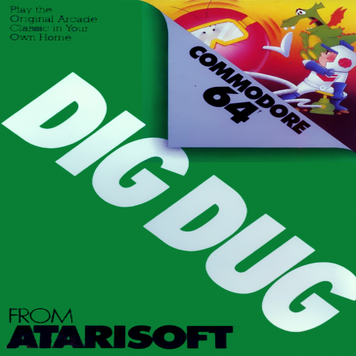 Play the
Original Arcade
Classic in Your
Own Home
COMMODORE
64
DIG DUG
FROM
ATARISOFT